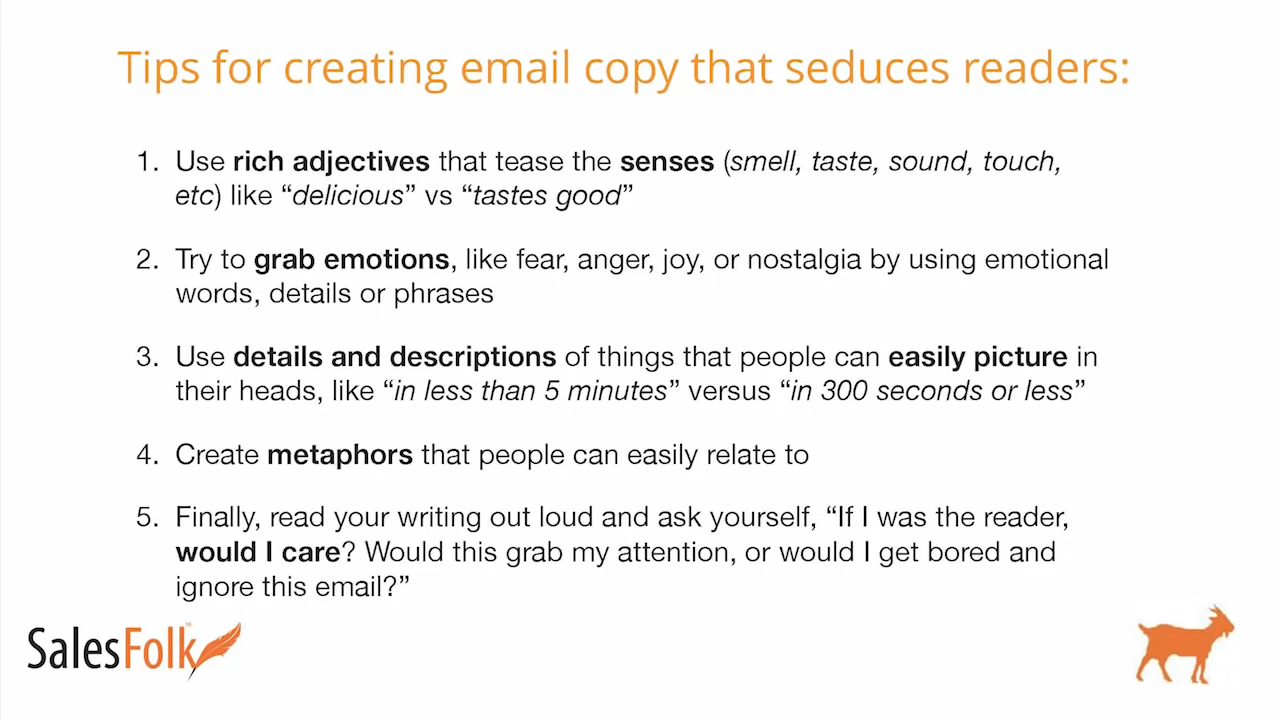 Tips for creating email copy that seduces readers:
1. Use rich adjectives that tease the senses (smell, taste, sound, touch,
etc) like “delicious” vs “tastes good”
2. Try to grab emotions, like fear, anger, joy, or nostalgia by using emotional
words, details or phrases
3. Use details and descriptions of things that people can easily picture in
their heads, like “in less than 5 minutes” versus “in 300 seconds or less”
4. Create metaphors that people can easily relate to
5. Finally, read your writing out loud and ask yourself, “If I was the reader,
would I care? Would this grab my attention, or would I get bored and
ignore this email?”
SalesFolk™